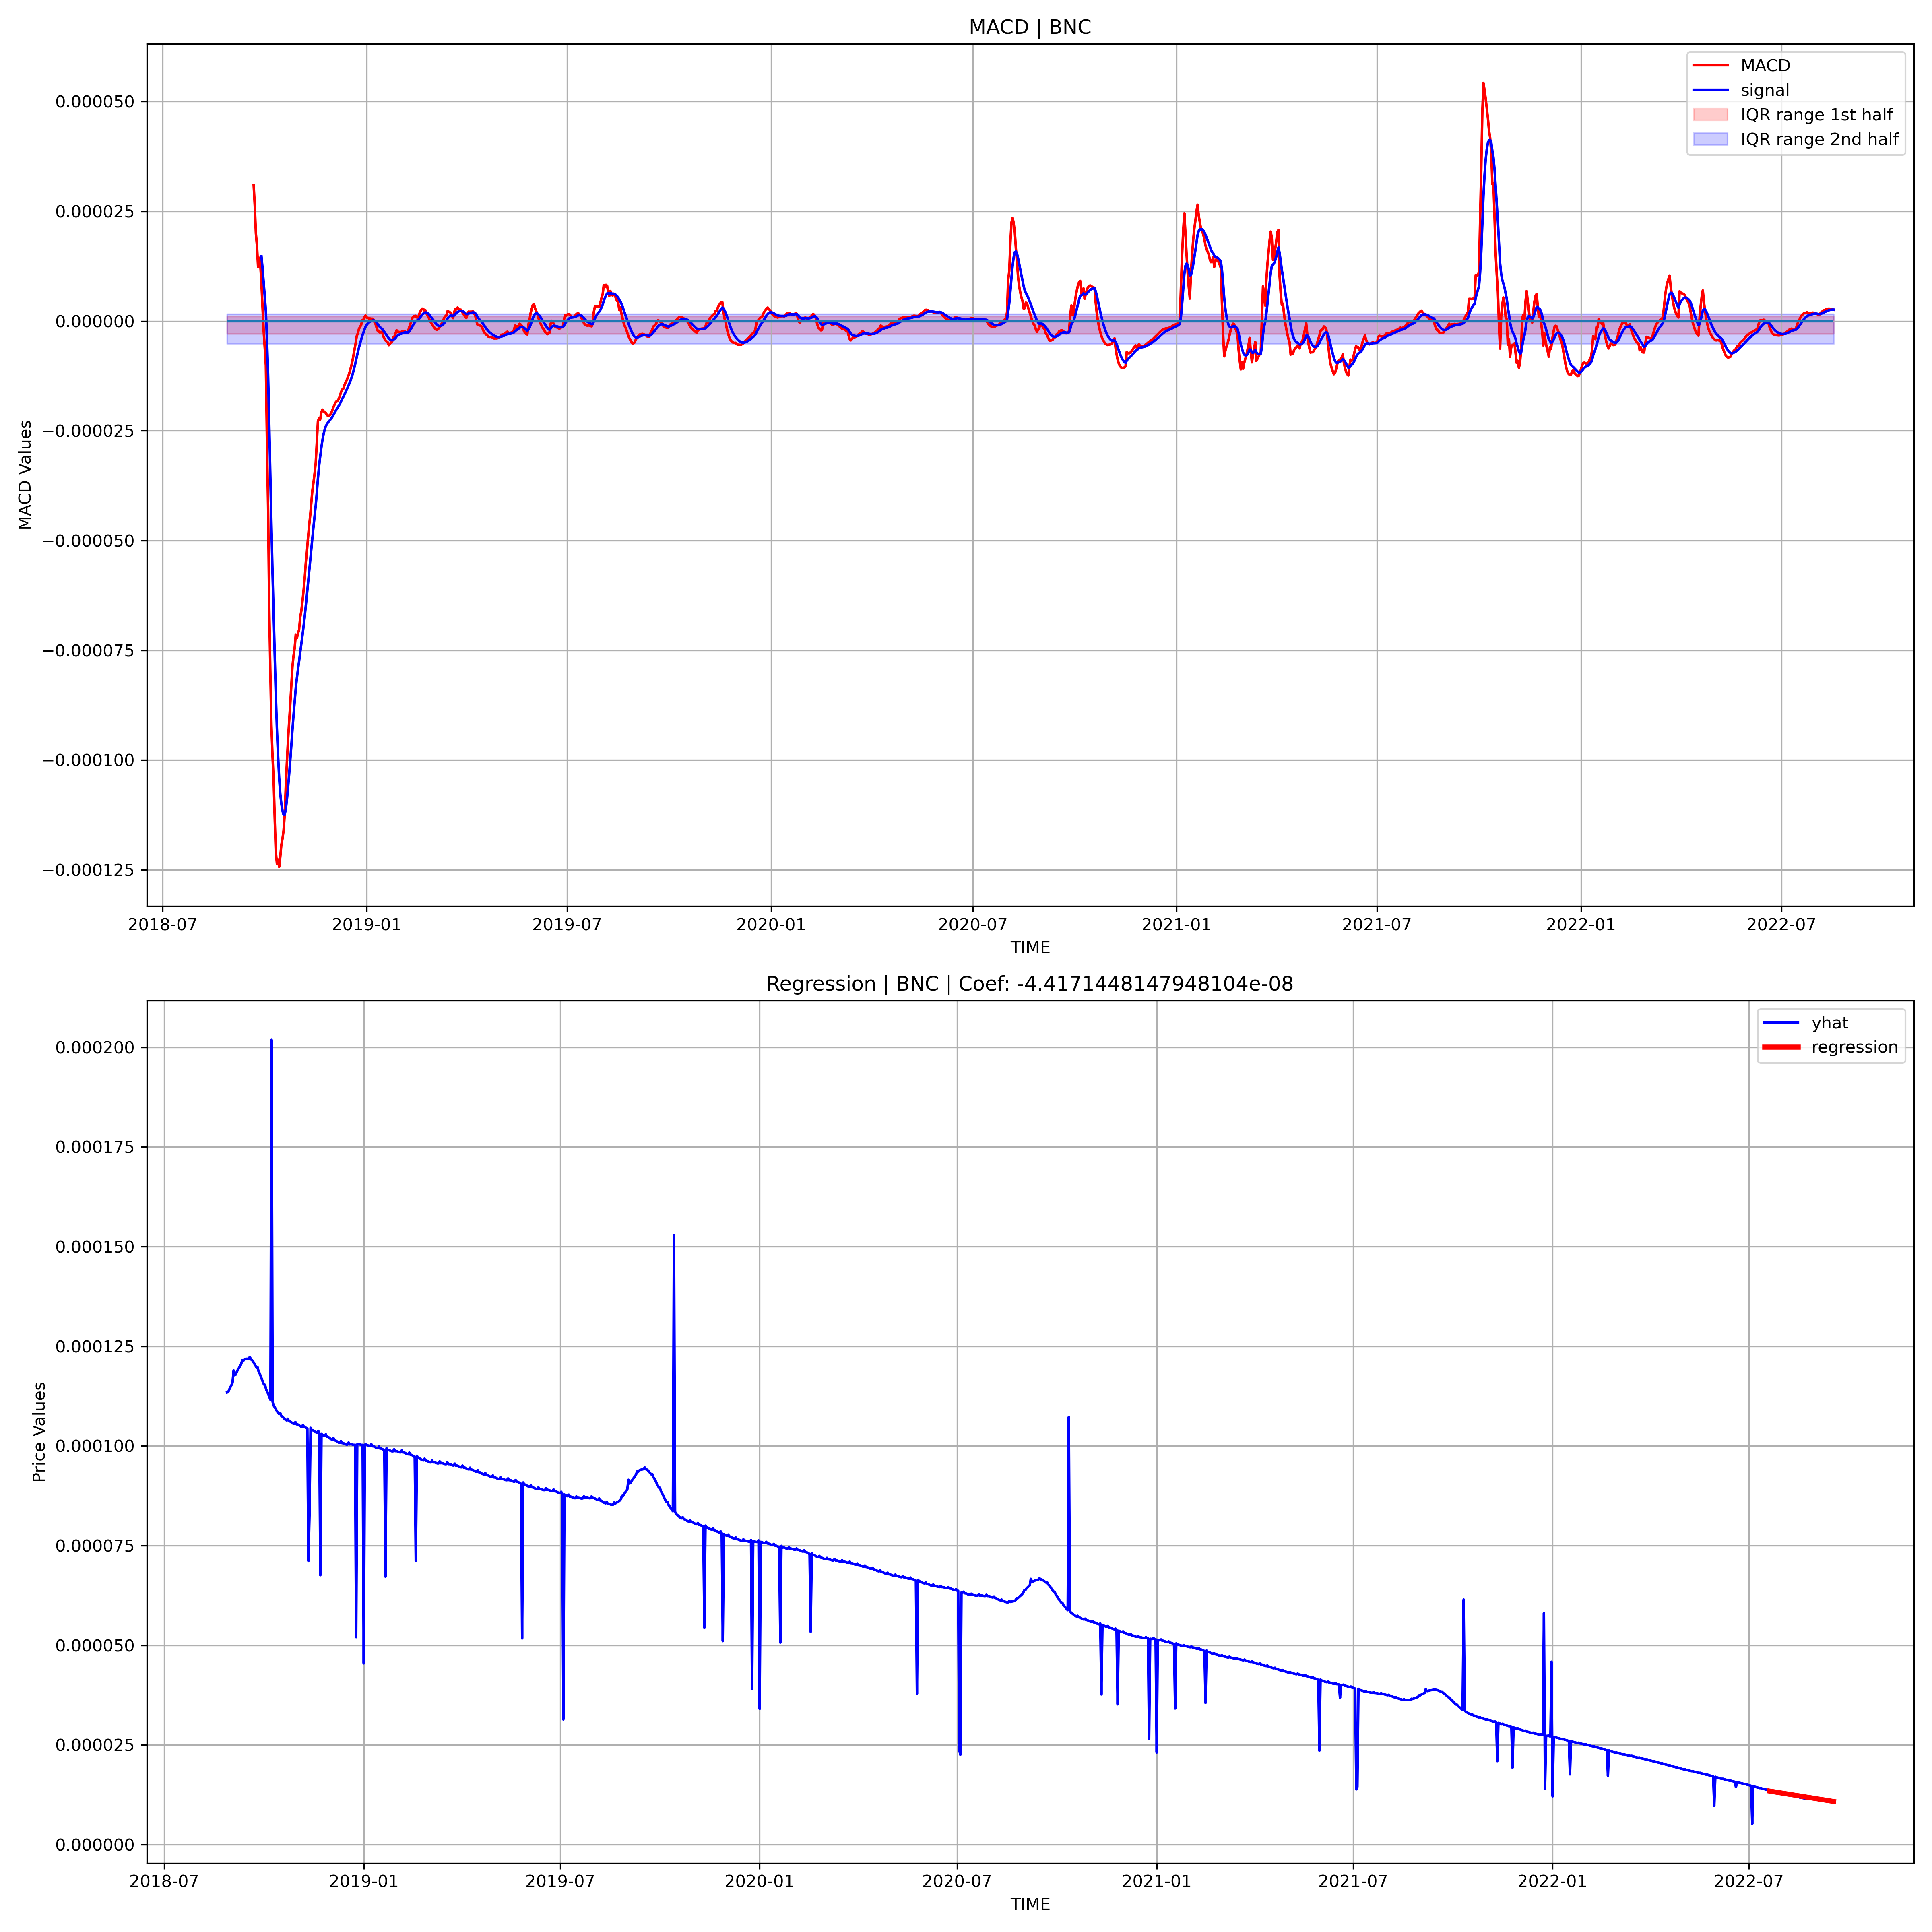 MACD | BNC
MACD
signal
IQR range 1st half
IQR range 2nd half
0.000050
0.000025
0.000000
−0.000025
−0.000050
−0.000075
−0.000100
−0.000125
MACD Values
2018-07 2019-01 2019-07 2020-01 2020-07 2021-01 2021-07 2022-01 2022-07
TIME
Regression | BNC | Coef: -4.4171448147948104e-08
yhat
regression
0.000200
0.000175
0.000150
0.000125
0.000100
0.000075
0.000050
0.000025
0.000000
Price Values
2018-07 2019-01 2019-07 2020-01 2020-07 2021-01 2021-07 2022-01 2022-07
TIME